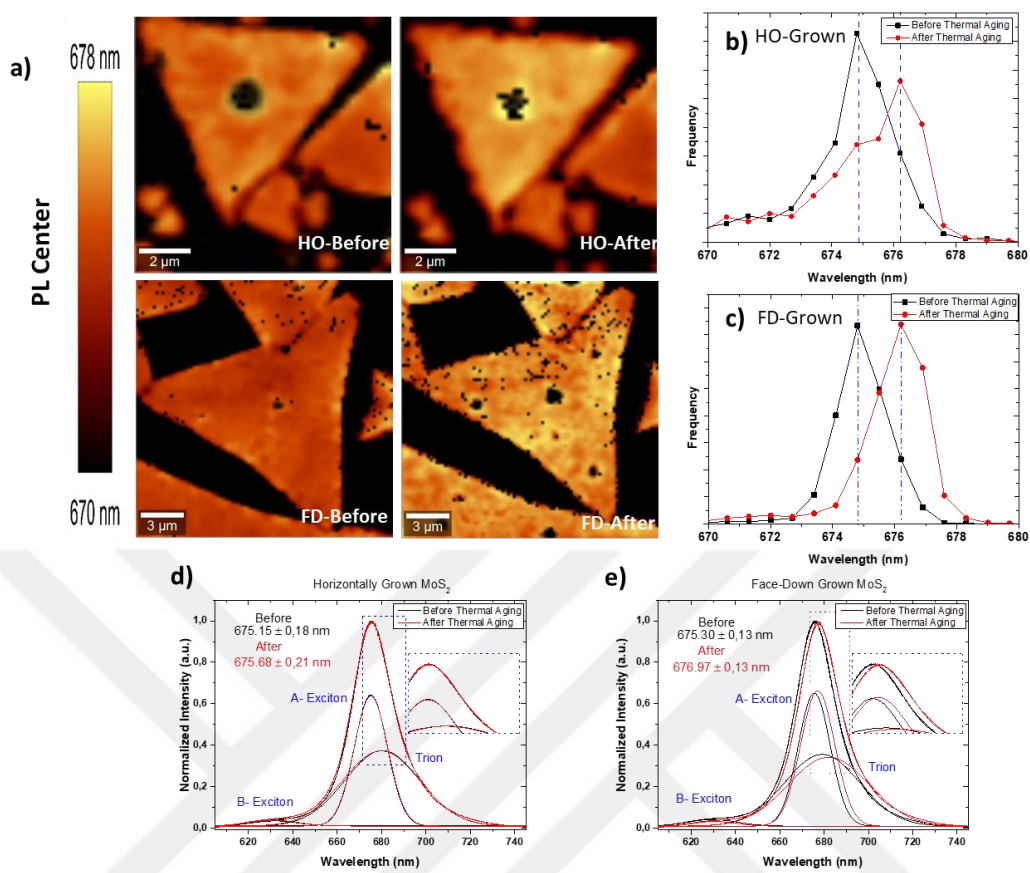 a)
678 nm
PL Center
670 nm
HO-Before
2 µm
HO-After
2 µm
FD-Before
3 µm
FD-After
3 µm
b) HO-Grown
Before Thermal Aging
After Thermal Aging
Frequency
670 672 674 676 678 680
Wavelength (nm)
c) FD-Grown
Before Thermal Aging
After Thermal Aging
Frequency
670 672 674 676 678 680
Wavelength (nm)
d) Horizontally Grown MoS2
Before Thermal Aging
After Thermal Aging
Before
675.15 ± 0,18 nm
After
675.68 ± 0,21 nm
A- Exciton
Trion
B- Exciton
Normalized Intensity (a.u.)
1,0
0,8
0,6
0,4
0,2
0,0
620 640 660 680 700 720 740
Wavelength (nm)
e) Face-Down Grown MoS2
Before Thermal Aging
After Thermal Aging
Before
675.30 ± 0,13 nm
After
676.97 ± 0,13 nm
A- Exciton
Trion
B- Exciton
Normalized Intensity (a.u.)
1,0
0,8
0,6
0,4
0,2
0,0
620 640 660 680 700 720 740
Wavelength (nm)